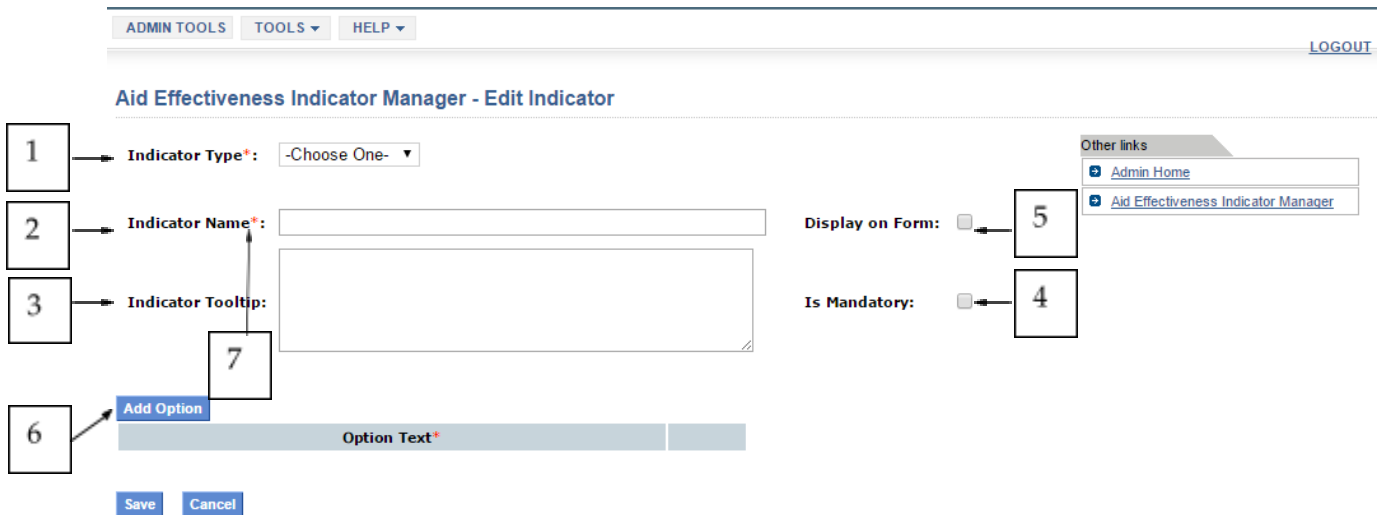 ADMIN TOOLS TOOLS HELP
LOGOUT
Aid Effectiveness Indicator Manager - Edit Indicator
1
Indicator Type*: -Choose One-
Other links
Admin Home
Aid Effectiveness Indicator Manager
2
Indicator Name*:
Display on Form:
5
3
Indicator Tooltip:
Is Mandatory:
4
7
Add Option
6
Option Text*
Save Cancel